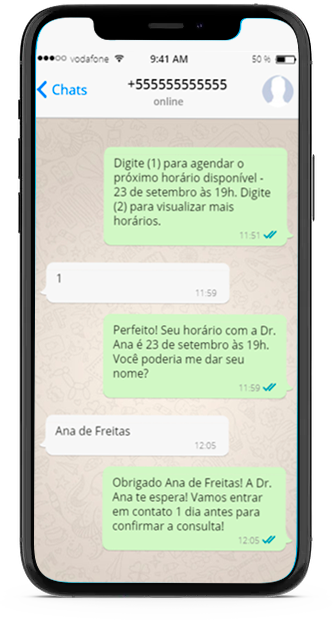 vodafone 9:41 AM 50 %
Chats +555555555555
online
Digite (1) para agendar o
próximo horário disponível -
23 de setembro às 19h. Digite
(2) para visualizar mais
horários.
11:51
1
11:59
Perfeito! Seu horário com a Dr.
Ana é 23 de setembro às 19h.
Você poderia me dar seu
nome?
11:59
Ana de Freitas
12:05
Obrigado Ana de Freitas! A Dr.
Ana te espera! Vamos entrar
em contato 1 dia antes para
confirmar a consulta!
12:05